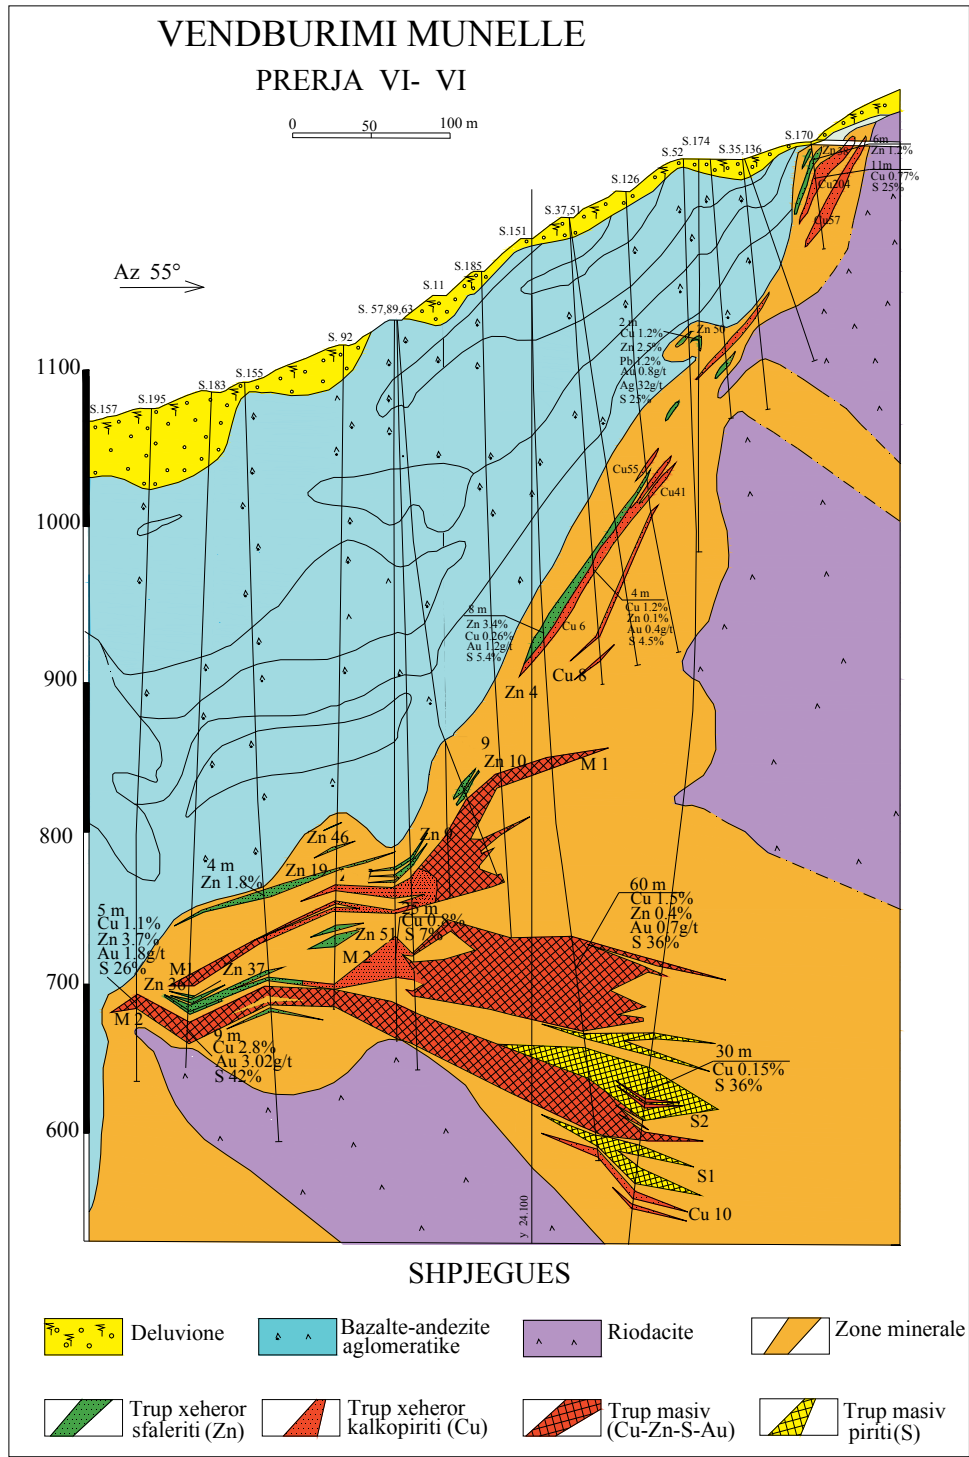 VENDBURIMI MUNELLE
PRERJA VI- VI
0 50 100 m
S.170
6m
Zn 1.2%
Zn 38
11m
Cu 0.77%
S 25%
Cu204
Cu57
S.174
S.35,136
S.52
S.126
S.37,51
S.151
S.185
S.11
S. 57,89,63
S. 92
S.155
S.183
S.195
S.157
Az 55°
1100
1000
900
800
700
600
2 m
Cu 1.2%
Zn 2.5%
Pb 1.2%
Au 0.8g/t
Ag 32g/t
S 25%
Zn 50
Cu55
Cu41
4 m
Cu 1.2%
Zn 0.1%
Au 0.4g/t
S 4.5%
8 m
Zn 3.4%
Cu 0.26%
Au 1.2g/t
S 5.4%
Cu 6
Cu 8
Zn 4
9
Zn 10
M 1
Zn 46
Zn 9
Zn 19
4 m
Zn 1.8%
60 m
Cu 1.5%
Zn 0.4%
Au 0.7g/t
S 36%
5 m
Cu 1.1%
Zn 3.7%
Au 1.8g/t
S 26%
25 m
Cu 0.8%
S 7%
Zn 51
M 2
M1
Zn 37
Zn 36
M 2
9 m
Cu 2.8%
Au 3.02g/t
S 42%
30 m
Cu 0.15%
S 36%
S2
S1
Cu 10
y 24.100
SHPJEGUES
Deluvione
Bazalte-andezite
aglomeratike
Riodacite
Zone minerale
Trup xeheror
sfaleriti (Zn)
Trup xeheror
kalkopiriti (Cu)
Trup masiv
(Cu-Zn-S-Au)
Trup masiv
piriti(S)